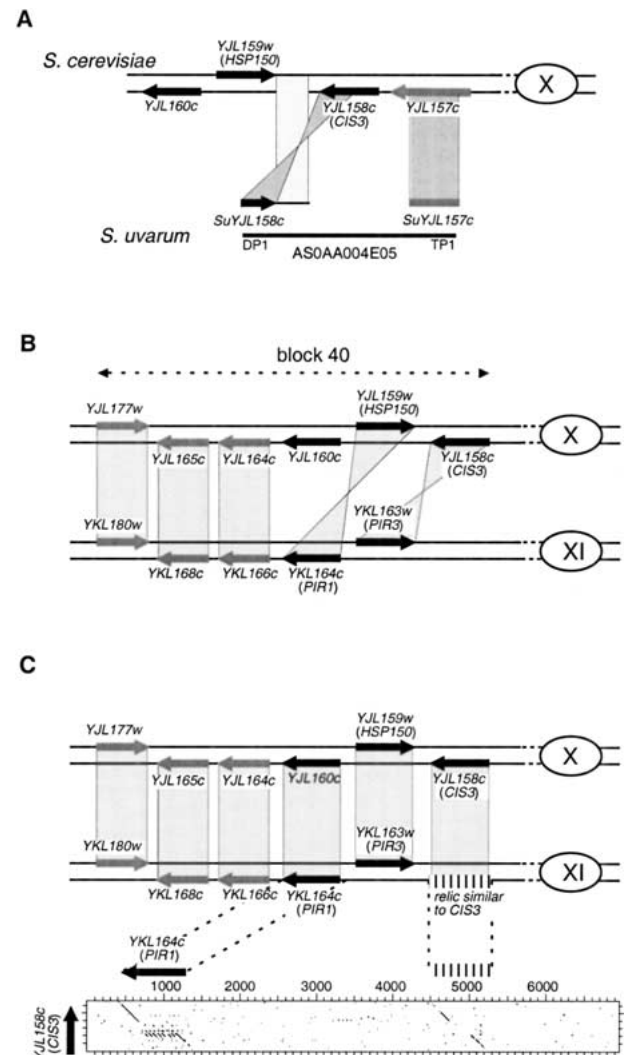 A
YJL159w
(HSP150)
S. cerevisiae
X
YJL160c
YJL158c
(CIS3)
YJL157c
SuYJL158c
SuYJL157c
S. uvarum
DP1
TP1
AS0AA004E05
B
block 40
YJL177w
YJL159w
(HSP150)
X
YJL165c
YJL164c
YJL160c
YJL158c
(CIS3)
YKL180w
YKL163w
(PIR3)
XI
YKL168c
YKL166c
YKL164c
(PIR1)
C
YJL177w
YJL159w
(HSP150)
X
YJL165c
YJL164c
YJL160c
YJL158c
(CIS3)
YKL180w
YKL163w
(PIR3)
XI
YKL168c
YKL166c
YKL164c
(PIR1)
relic similar
to CIS3
YKL164c
(PIR1)
1000 2000 3000 4000 5000 6000
YJL158c
(CIS3)